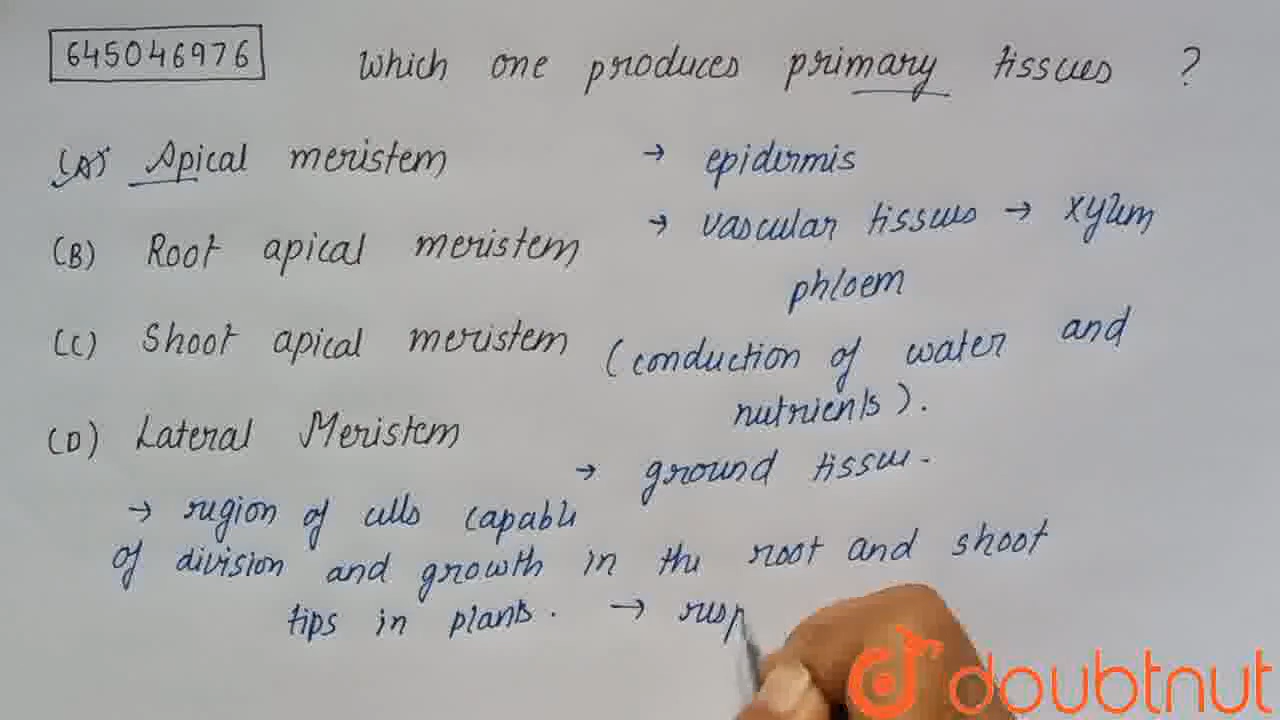 645046976 Which one produces primary tissues ?
(A) Apical meristem → epidermis
→ vascular tissues → xylem
(B) Root apical meristem
phloem
(C) Shoot apical meristem (conduction of water and
nutrients).
(D) Lateral Meristem
→ ground tissue.
→ region of cells capable
of division and growth in the root and shoot
tips in plants. → resp
doubtnut